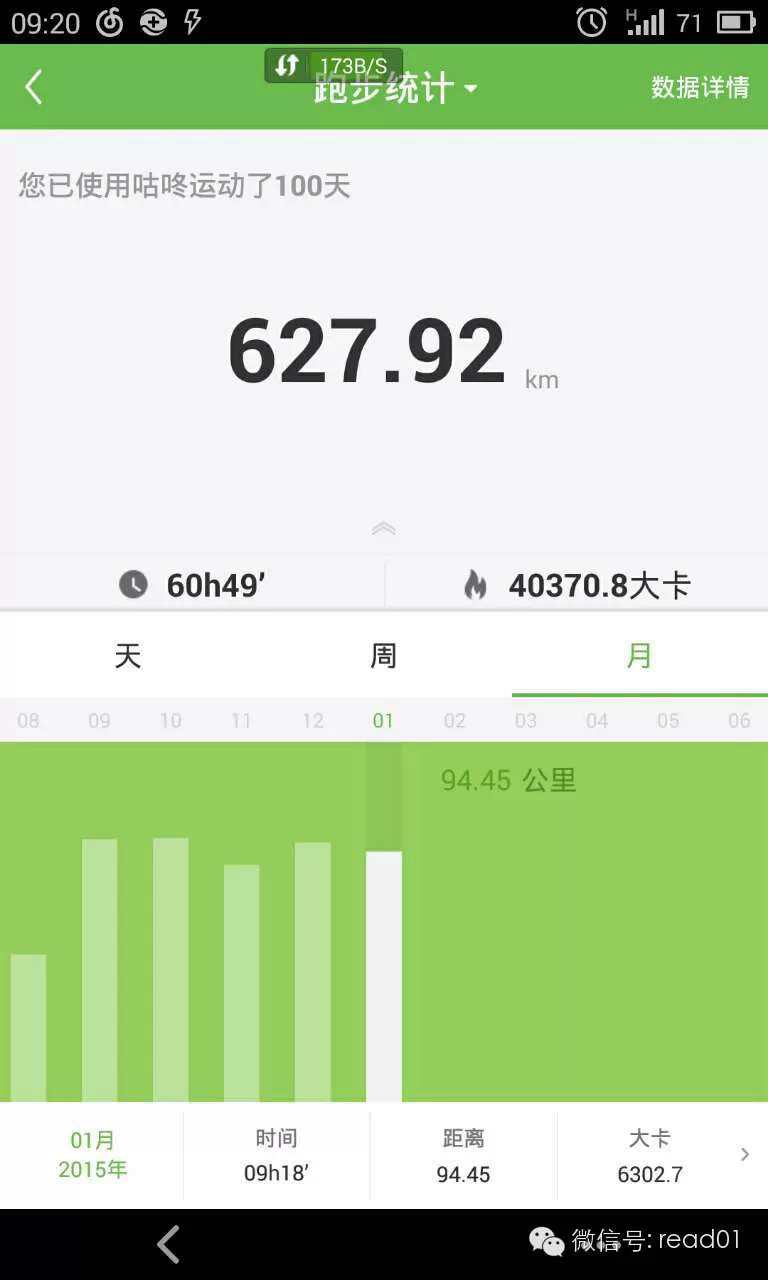 09:20
H 71
173B/S
跑步统计
数据详情
您已使用咕咚运动了100天
627.92 km
60h49’
40370.8大卡
天 周 月
08 09 10 11 12 01 02 03 04 05 06
94.45 公里
01月 时间 距离 大卡
2015年 09h18’ 94.45 6302.7
微信号: read01